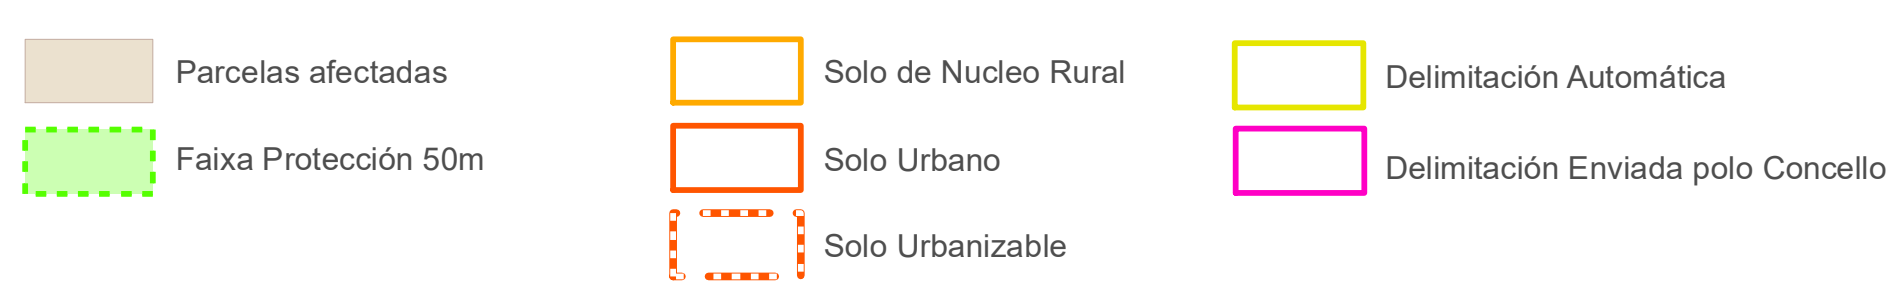 Parcelas afectadas
Faixa Protección 50m
Solo de Nucleo Rural
Solo Urbano
Solo Urbanizable
Delimitación Automática
Delimitación Enviada polo Concello